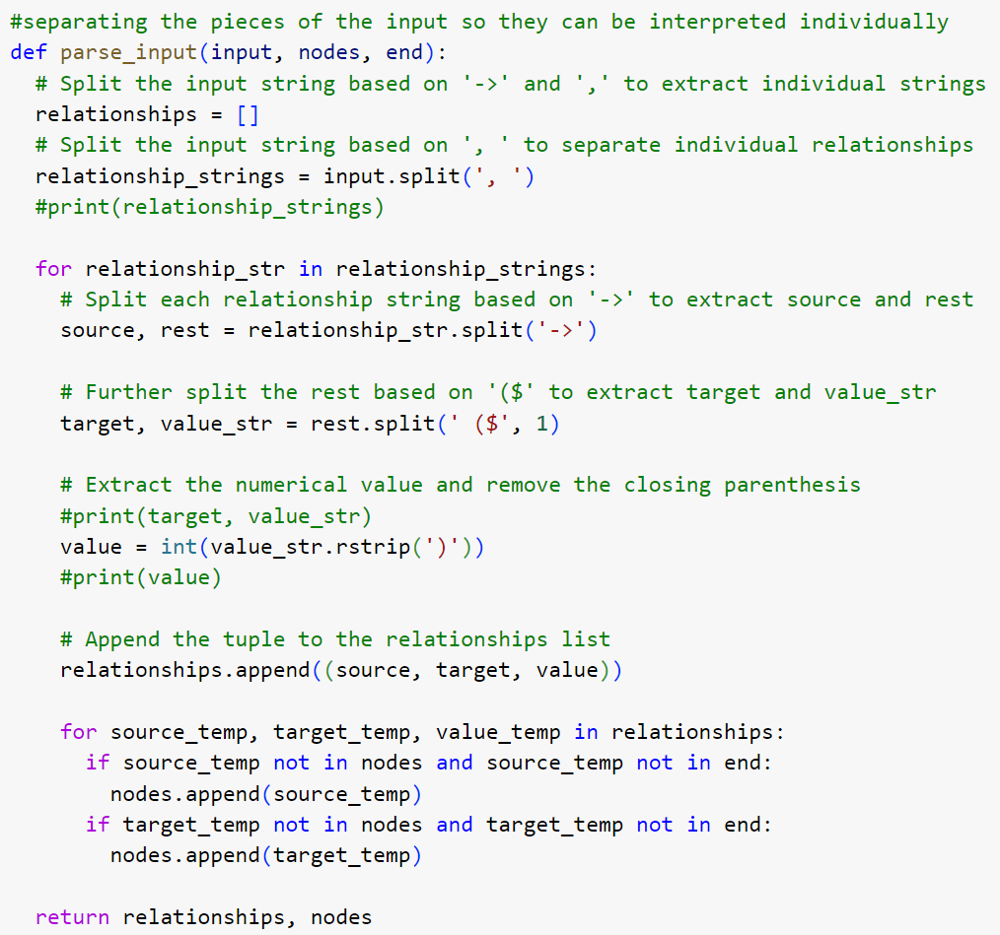 #separating the pieces of the input so they can be interpreted individually
def parse_input(input, nodes, end):
  # Split the input string based on '->' and ',' to extract individual strings
  relationships = []
  # Split the input string based on ', ' to separate individual relationships
  relationship_strings = input.split(', ')
  #print(relationship_strings)

  for relationship_str in relationship_strings:
    # Split each relationship string based on '->' to extract source and rest
    source, rest = relationship_str.split('->')

    # Further split the rest based on '($' to extract target and value_str
    target, value_str = rest.split(' ($', 1)

    # Extract the numerical value and remove the closing parenthesis
    #print(target, value_str)
    value = int(value_str.rstrip(')'))
    #print(value)

    # Append the tuple to the relationships list
    relationships.append((source, target, value))

    for source_temp, target_temp, value_temp in relationships:
      if source_temp not in nodes and source_temp not in end:
        nodes.append(source_temp)
      if target_temp not in nodes and target_temp not in end:
        nodes.append(target_temp)

  return relationships, nodes